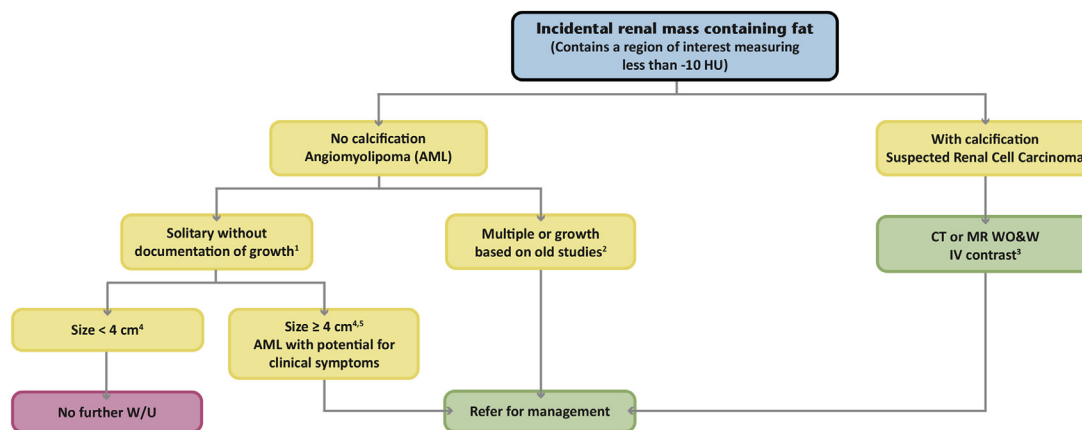 Incidental renal mass containing fat
(Contains a region of interest measuring
less than -10 HU)
No calcification
Angiomyolipoma (AML)
With calcification
Suspected Renal Cell Carcinoma
Solitary without
documentation of growth¹
Multiple or growth
based on old studies²
CT or MR WO&W
IV contrast³
Size < 4 cm⁴
Size ≥ 4 cm⁴,⁵
AML with potential for
clinical symptoms
No further W/U
Refer for management